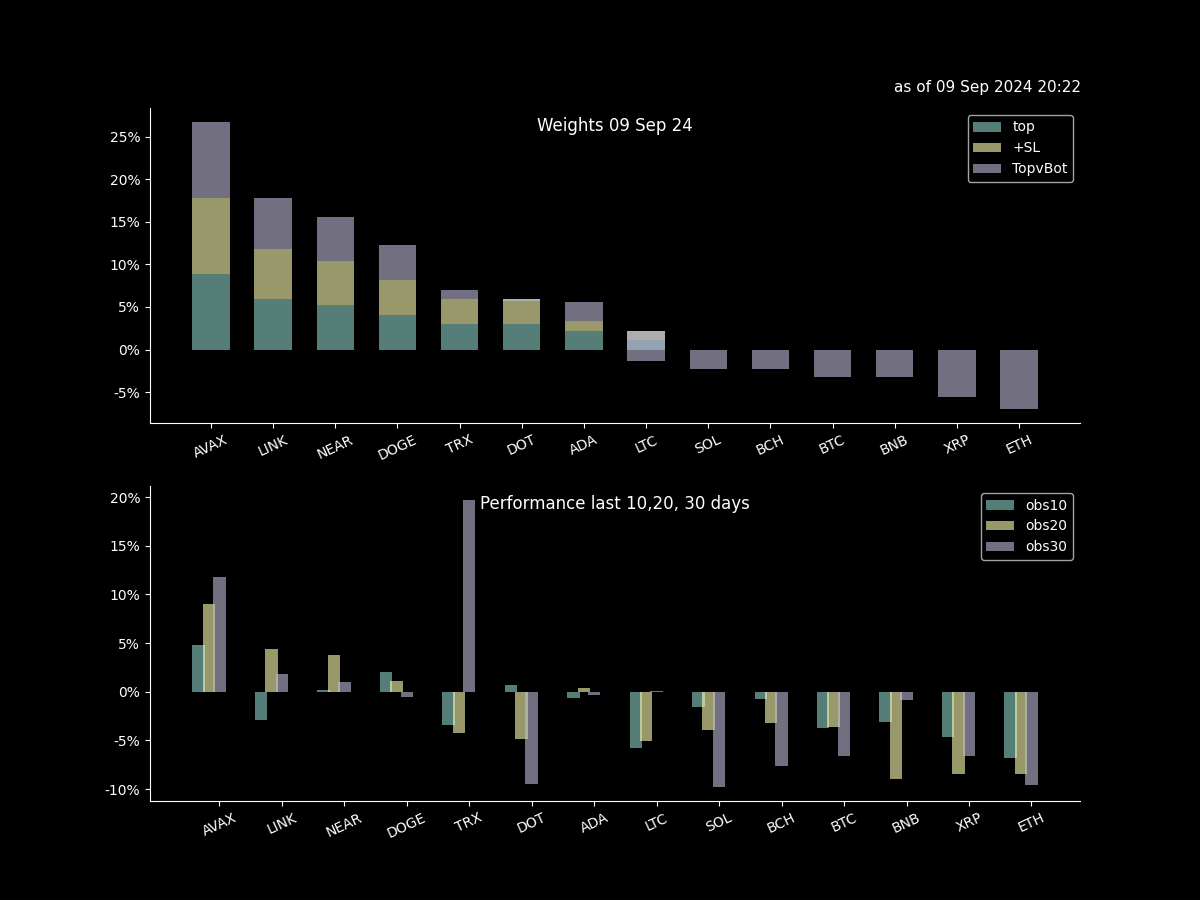 as of 09 Sep 2024 20:22
Weights 09 Sep 24
top
+SL
TopvBot
25%
20%
15%
10%
5%
0%
-5%
AVAX LINK NEAR DOGE TRX DOT ADA LTC SOL BCH BTC BNB XRP ETH
Performance last 10,20, 30 days
obs10
obs20
obs30
20%
15%
10%
5%
0%
-5%
-10%
AVAX LINK NEAR DOGE TRX DOT ADA LTC SOL BCH BTC BNB XRP ETH